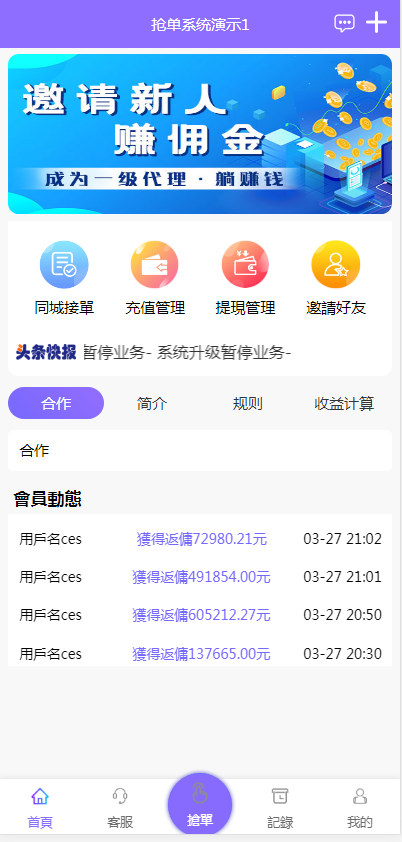 抢单系统演示1
邀请新人
赚佣金
成为一级代理·躺赚钱
同城接單 充值管理 提現管理 邀請好友
头条快报 暂停业务- 系统升级暂停业务-
合作 简介 规则 收益计算
合作
會員動態
用戶名ces 獲得返傭72980.21元 03-27 21:02
用戶名ces 獲得返傭491854.00元 03-27 21:01
用戶名ces 獲得返傭605212.27元 03-27 20:50
用戶名ces 獲得返傭137665.00元 03-27 20:30
首頁 客服 搶單 記錄 我的